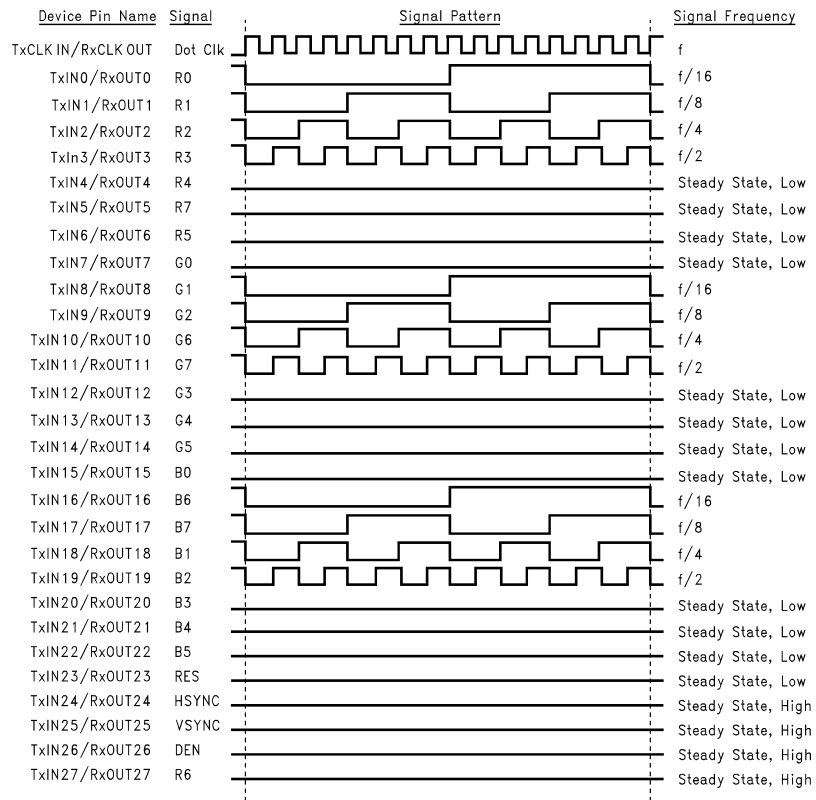 Device Pin Name Signal Signal Pattern Signal Frequency
TxCLK IN/RxCLK OUT Dot Clk f
TxIN0/RxOUT0 R0 f/16
TxIN1/RxOUT1 R1 f/8
TxIN2/RxOUT2 R2 f/4
TxIn3/RxOUT3 R3 f/2
TxIN4/RxOUT4 R4 Steady State, Low
TxIN5/RxOUT5 R7 Steady State, Low
TxIN6/RxOUT6 R5 Steady State, Low
TxIN7/RxOUT7 G0 Steady State, Low
TxIN8/RxOUT8 G1 f/16
TxIN9/RxOUT9 G2 f/8
TxIN10/RxOUT10 G6 f/4
TxIN11/RxOUT11 G7 f/2
TxIN12/RxOUT12 G3 Steady State, Low
TxIN13/RxOUT13 G4 Steady State, Low
TxIN14/RxOUT14 G5 Steady State, Low
TxIN15/RxOUT15 B0 Steady State, Low
TxIN16/RxOUT16 B6 f/16
TxIN17/RxOUT17 B7 f/8
TxIN18/RxOUT18 B1 f/4
TxIN19/RxOUT19 B2 f/2
TxIN20/RxOUT20 B3 Steady State, Low
TxIN21/RxOUT21 B4 Steady State, Low
TxIN22/RxOUT22 B5 Steady State, Low
TxIN23/RxOUT23 RES Steady State, Low
TxIN24/RxOUT24 HSYNC Steady State, High
TxIN25/RxOUT25 VSYNC Steady State, High
TxIN26/RxOUT26 DEN Steady State, High
TxIN27/RxOUT27 R6 Steady State, High